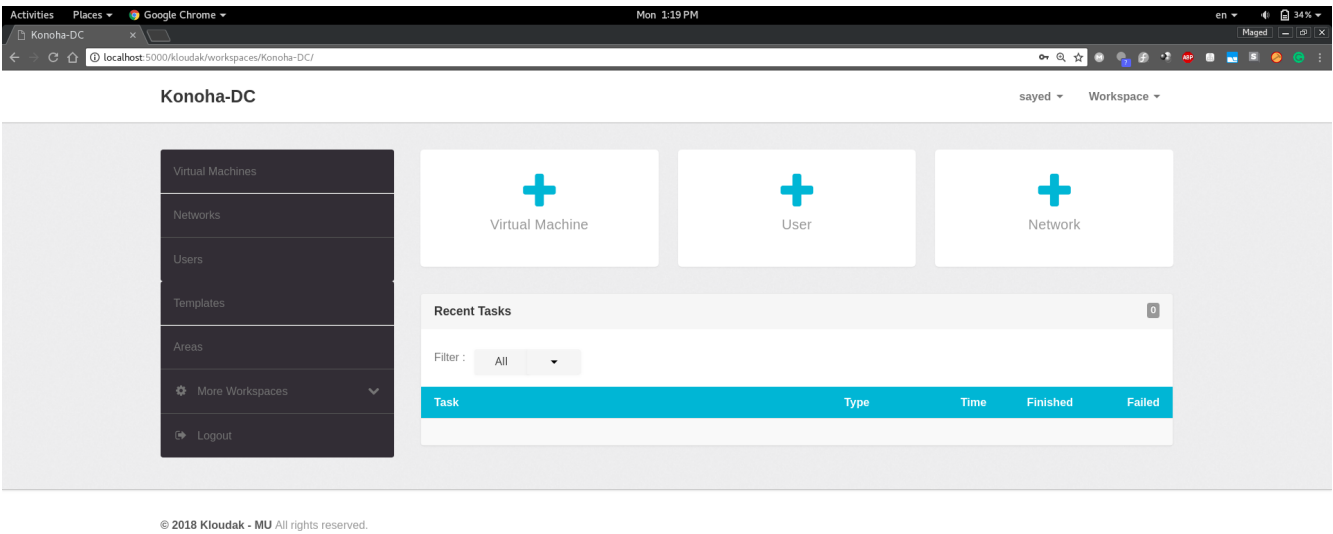 Activities Places Google Chrome Mon 1:19 PM en 34%
Konoha-DC Maged
localhost:5000/kloudak/workspaces/Konoha-DC/
Konoha-DC sayed Workspace
Virtual Machines
Networks
Users
Templates
Areas
More Workspaces
Logout
Virtual Machine
User
Network
Recent Tasks 0
Filter : All
Task Type Time Finished Failed
© 2018 Kloudak - MU All rights reserved.